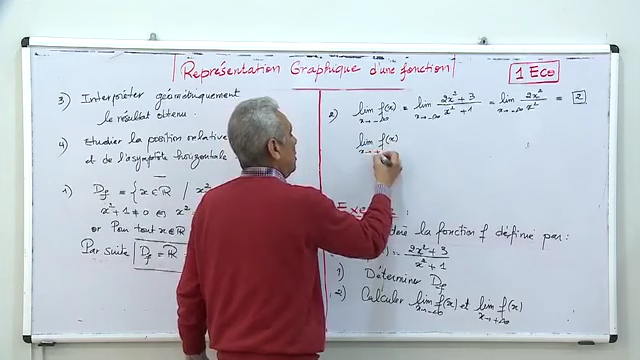 Représentation Graphique d'une fonction
1 Eco
3) Interpréter géométriquement
le résultat obtenu.
4) Etudier la position relative
et de l'asymptote horizontale
1) Df = { x ∈ ℝ / x²
x² + 1 ≠ 0 ⇔ x²
or Pour tout x ∈ ℝ
Par suite Df = ℝ
2) lim f(x) = lim (2x² + 3)/(x² + 1) = lim 2x²/x² = 2
x→-∞ x→-∞ x→-∞
lim f(x)
x→+
la fonction f définie par:
= (2x² + 3)/(x² + 1)
1) Déterminer Df
2) Calculer lim f(x) et lim f(x)
x→-∞ x→+∞